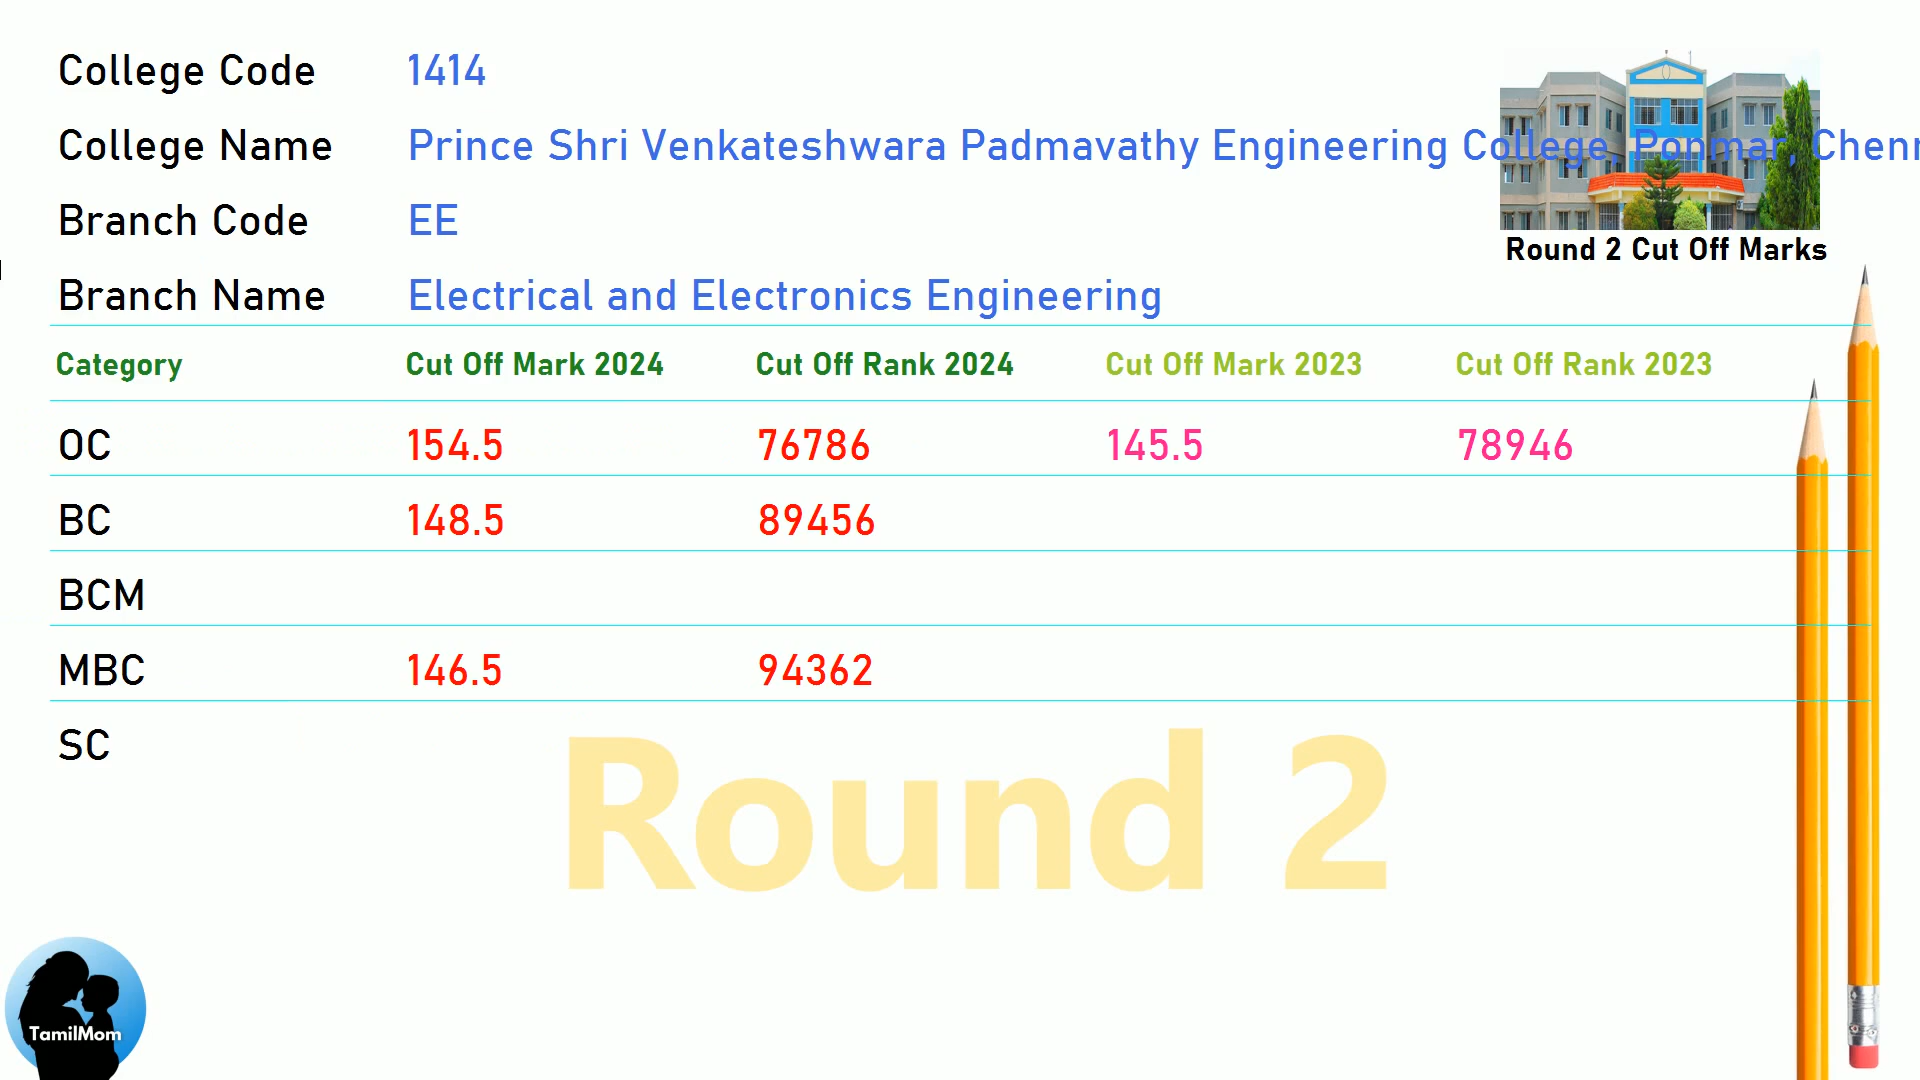 College Code 1414
College Name Prince Shri Venkateshwara Padmavathy Engineering College, Ponmar, Chenn
Round 2 Cut Off Marks
Branch Code EE
Branch Name Electrical and Electronics Engineering
Category Cut Off Mark 2024 Cut Off Rank 2024 Cut Off Mark 2023 Cut Off Rank 2023
OC 154.5 76786 145.5 78946
BC 148.5 89456
BCM
MBC 146.5 94362
SC
Round 2
TamilMom